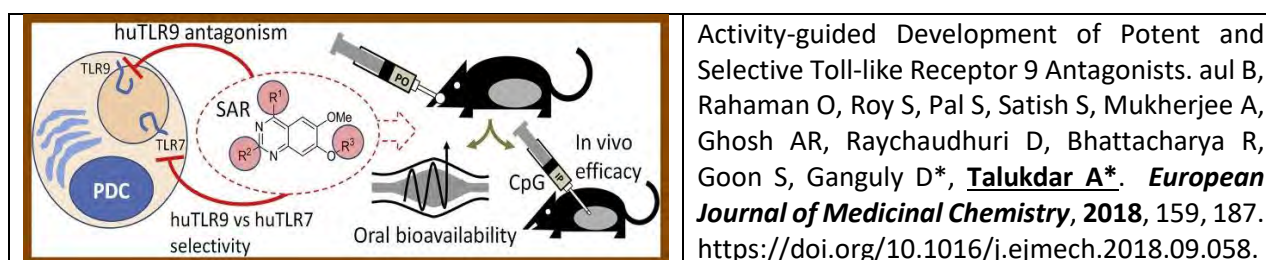 huTLR9 antagonism
TLR9
SAR
R¹
OMe
N
N
R²
O
R³
TLR7
PDC
huTLR9 vs huTLR7
selectivity
PO
CpG
IP
In vivo
efficacy
Oral bioavailability
Activity-guided Development of Potent and
Selective Toll-like Receptor 9 Antagonists. aul B,
Rahaman O, Roy S, Pal S, Satish S, Mukherjee A,
Ghosh AR, Raychaudhuri D, Bhattacharya R,
Goon S, Ganguly D*, Talukdar A*. European
Journal of Medicinal Chemistry, 2018, 159, 187.
https://doi.org/10.1016/j.ejmech.2018.09.058.